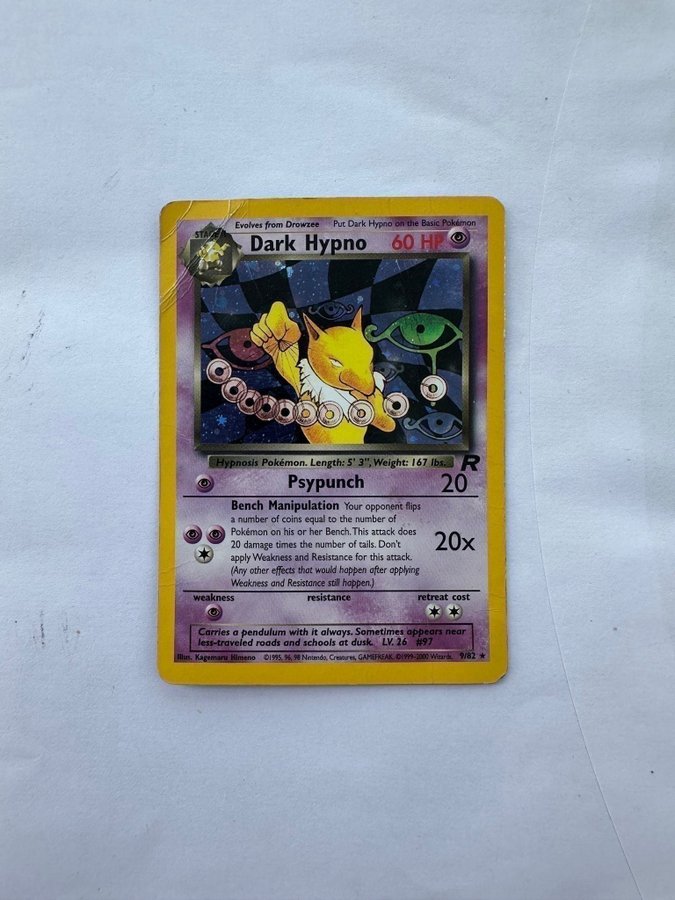 Evolves from Drowzee Put Dark Hypno on the Basic Pokémon
STAGE
Dark Hypno 60 HP
Hypnosis Pokémon. Length: 5' 3", Weight: 167 lbs.
R
Psypunch 20
Bench Manipulation Your opponent flips
a number of coins equal to the number of
Pokémon on his or her Bench. This attack does
20 damage times the number of tails. Don't
apply Weakness and Resistance for this attack.
(Any other effects that would happen after applying
Weakness and Resistance still happen.)
20x
weakness resistance retreat cost
Carries a pendulum with it always. Sometimes appears near
less-traveled roads and schools at dusk. LV. 26 #97
Illus. Kagemaru Himeno ©1995, 96, 98 Nintendo, Creatures, GAMEFREAK. ©1999-2000 Wizards. 9/82 ★